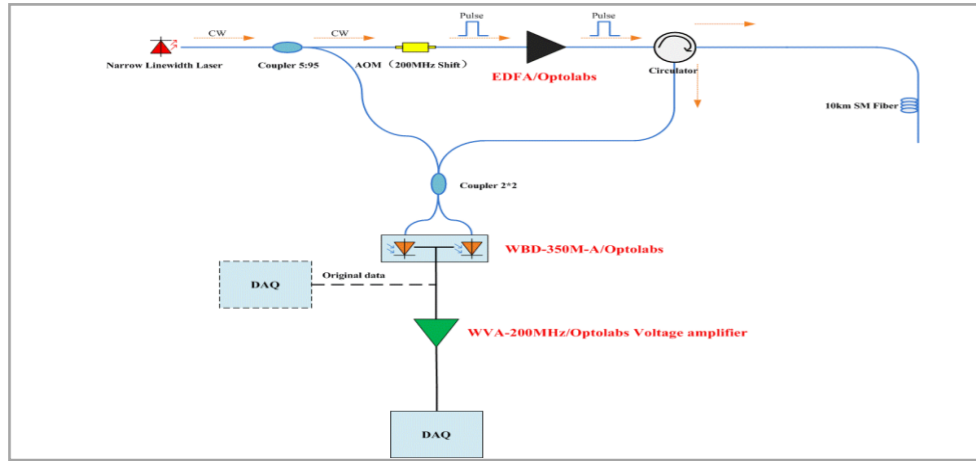 Pulse
Pulse
CW
CW
Narrow Linewidth Laser
Coupler 5:95
AOM（200MHz Shift）
EDFA/Optolabs
Circulator
10km SM Fiber
Coupler 2*2
WBD-350M-A/Optolabs
Original data
DAQ
WVA-200MHz/Optolabs Voltage amplifier
DAQ